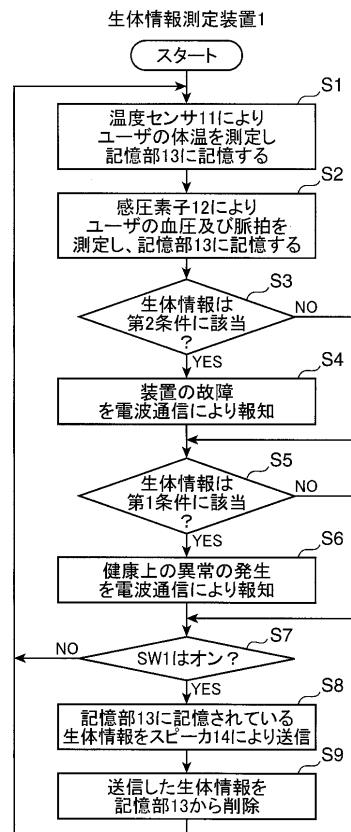 生体情報測定装置1
スタート
S1
温度センサ11により
ユーザの体温を測定し
記憶部13に記憶する
S2
感圧素子12により
ユーザの血圧及び脈拍を
測定し、記憶部13に記憶する
S3
生体情報は
第2条件に該当
?
NO
YES
S4
装置の故障
を電波通信により報知
S5
生体情報は
第1条件に該当
?
NO
YES
S6
健康上の異常の発生
を電波通信により報知
S7
SW1はオン?
NO
YES
S8
記憶部13に記憶されている
生体情報をスピーカ14により送信
S9
送信した生体情報を
記憶部13から削除